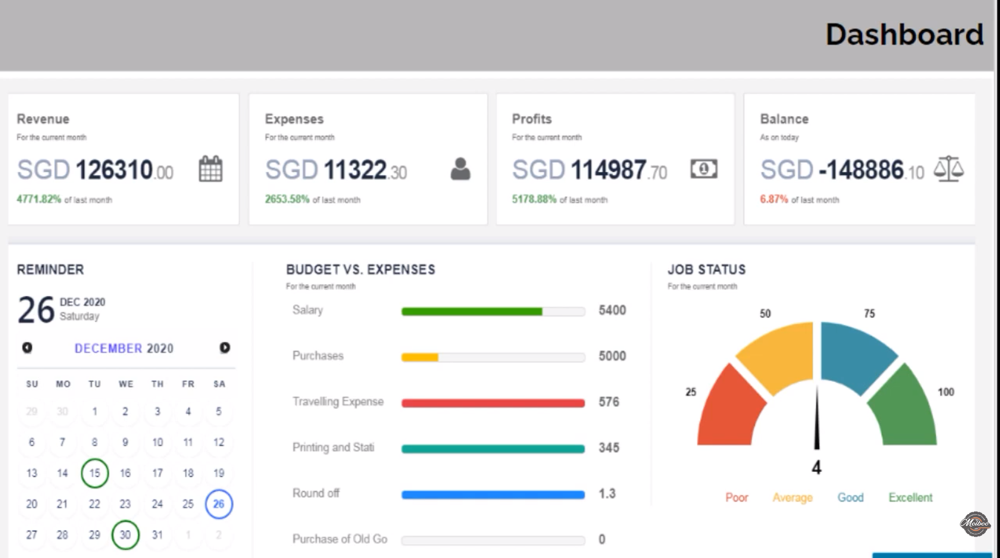 Dashboard
Revenue
For the current month
SGD 126310.00
4771.82% of last month
Expenses
For the current month
SGD 11322.30
2653.58% of last month
Profits
For the current month
SGD 114987.70
5178.88% of last month
Balance
As on today
SGD -148886.10
6.87% of last month
REMINDER
26 DEC 2020
Saturday
DECEMBER 2020
SU MO TU WE TH FR SA
29 30 1 2 3 4 5
6 7 8 9 10 11 12
13 14 15 16 17 18 19
20 21 22 23 24 25 26
27 28 29 30 31 1 2
BUDGET VS. EXPENSES
For the current month
Salary 5400
Purchases 5000
Travelling Expense 576
Printing and Stati 345
Round off 1.3
Purchase of Old Go 0
JOB STATUS
For the current month
50 75
25 100
4
Poor Average Good Excellent
Moiboo